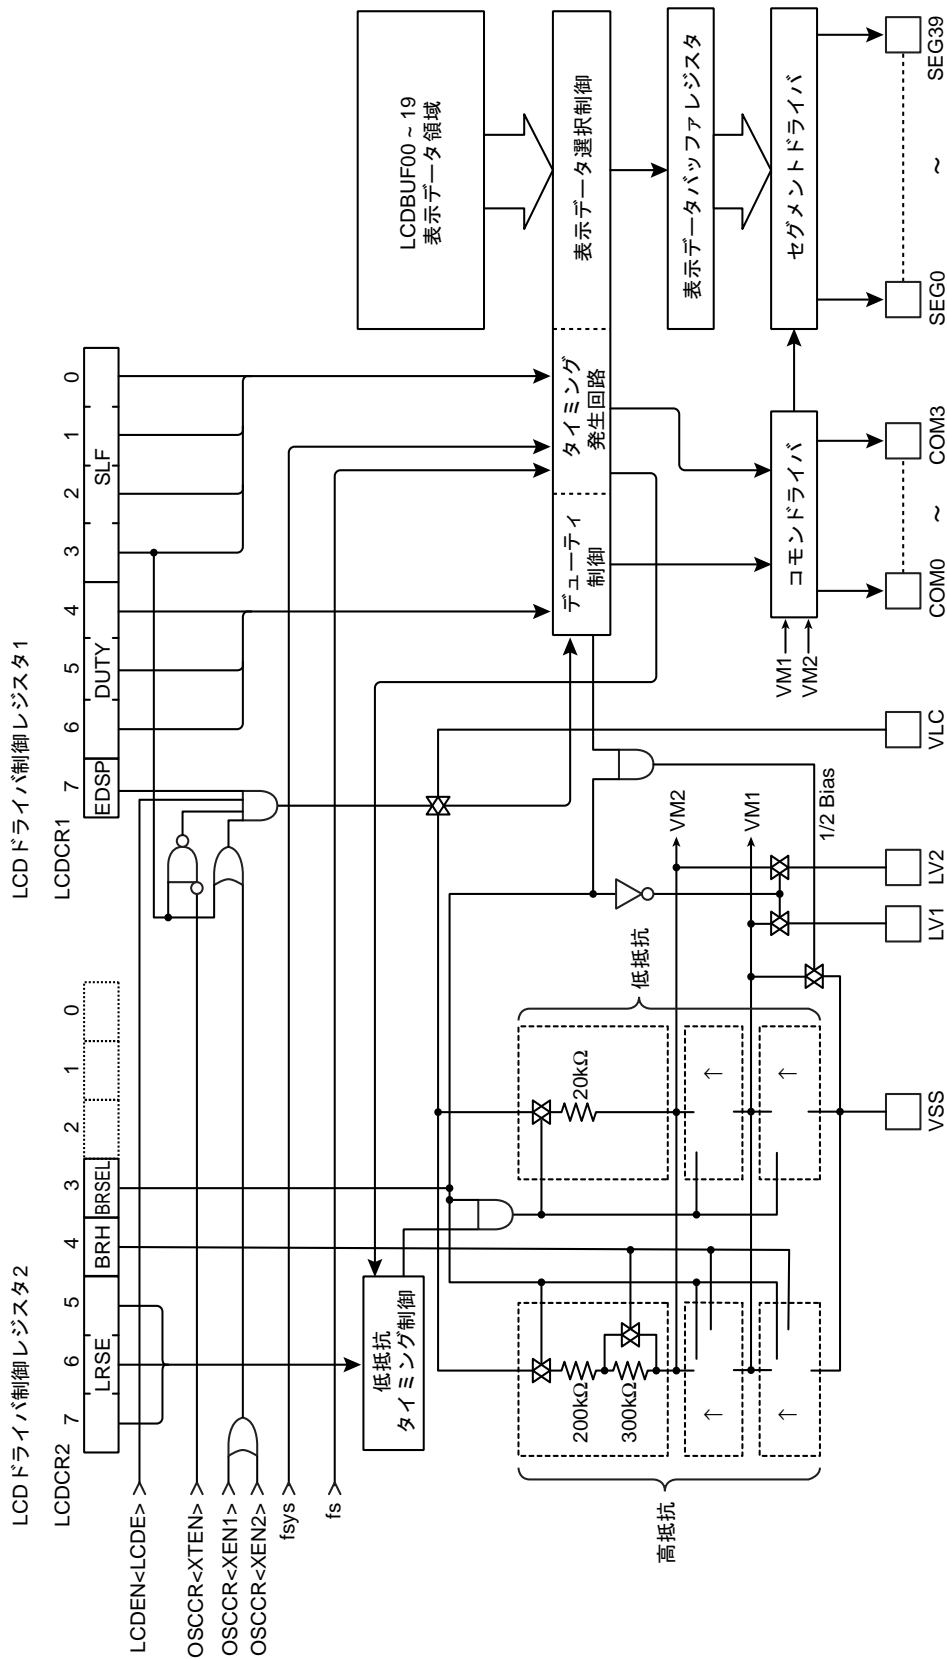 LCDドライバ制御レジスタ2
LCDCR2
7
6
5
4
3
2
1
0
LRSE
BRH
BRSEL
LCDドライバ制御レジスタ1
LCDCR1
7
6
5
4
3
2
1
0
EDSP
DUTY
SLF
LCDEN<LCDE>
OSCCR<XTEN>
OSCCR<XEN1>
OSCCR<XEN2>
fsys
fs
低抵抗
タイミング制御
LCDBUF00 ~ 19
表示データ領域
デューティ
制御
タイミング
発生回路
表示データ選択制御
表示データバッファレジスタ
高抵抗
200kΩ
300kΩ
↑
↑
低抵抗
20kΩ
↑
↑
VM2
VM1
1/2 Bias
VM1
VM2
コモンドライバ
セグメントドライバ
VSS
LV1
LV2
VLC
COM0
~
COM3
SEG0
~
SEG39